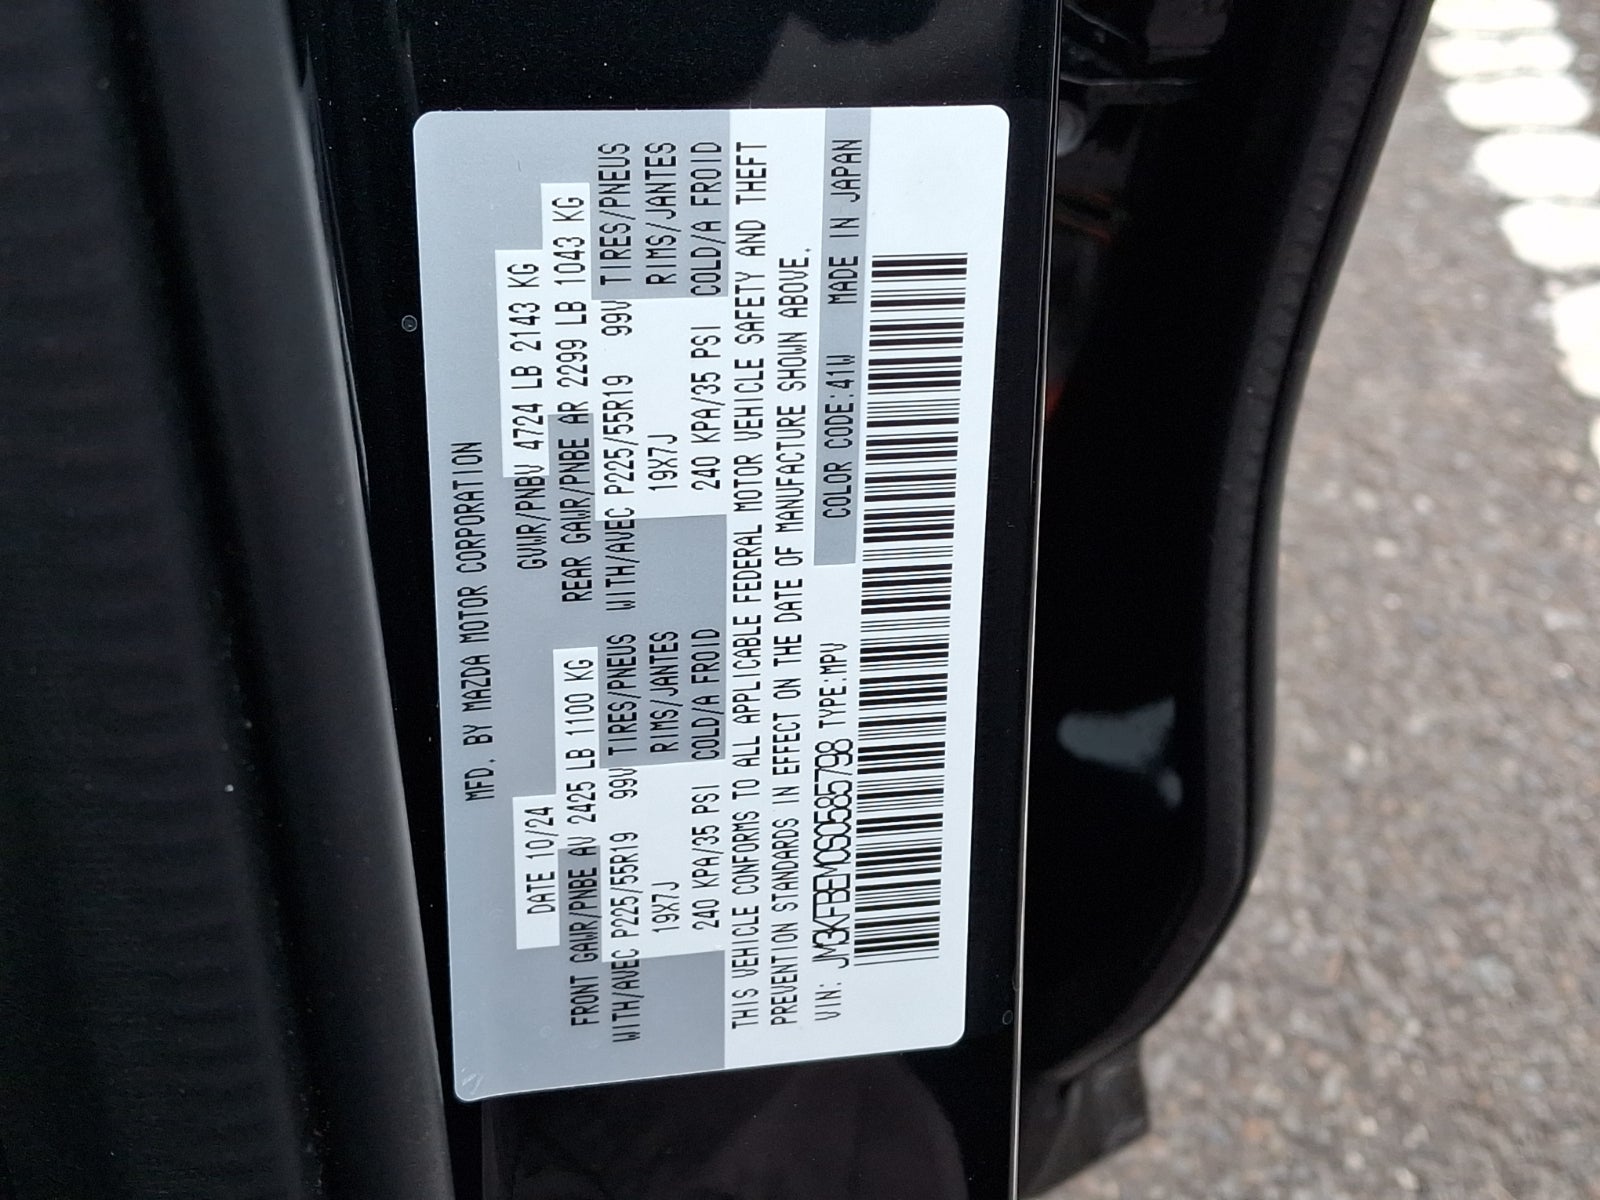 MFD. BY MAZDA MOTOR CORPORATION
DATE 10/24 GVWR/PNBV 4724 LB 2143 KG
FRONT GAWR/PNBE AV 2425 LB 1100 KG REAR GAWR/PNBE AR 2299 LB 1043 KG
WITH/AVEC P225/55R19 99V TIRES/PNEUS WITH/AVEC P225/55R19 99V TIRES/PNEUS
19X7J RIMS/JANTES 19X7J RIMS/JANTES
240 KPA/35 PSI COLD/A FROID 240 KPA/35 PSI COLD/A FROID
THIS VEHICLE CONFORMS TO ALL APPLICABLE FEDERAL MOTOR VEHICLE SAFETY AND THEFT
PREVENTION STANDARDS IN EFFECT ON THE DATE OF MANUFACTURE SHOWN ABOVE.
VIN: JM3KFBEM0S0585798 TYPE:MPV COLOR CODE:41W MADE IN JAPAN